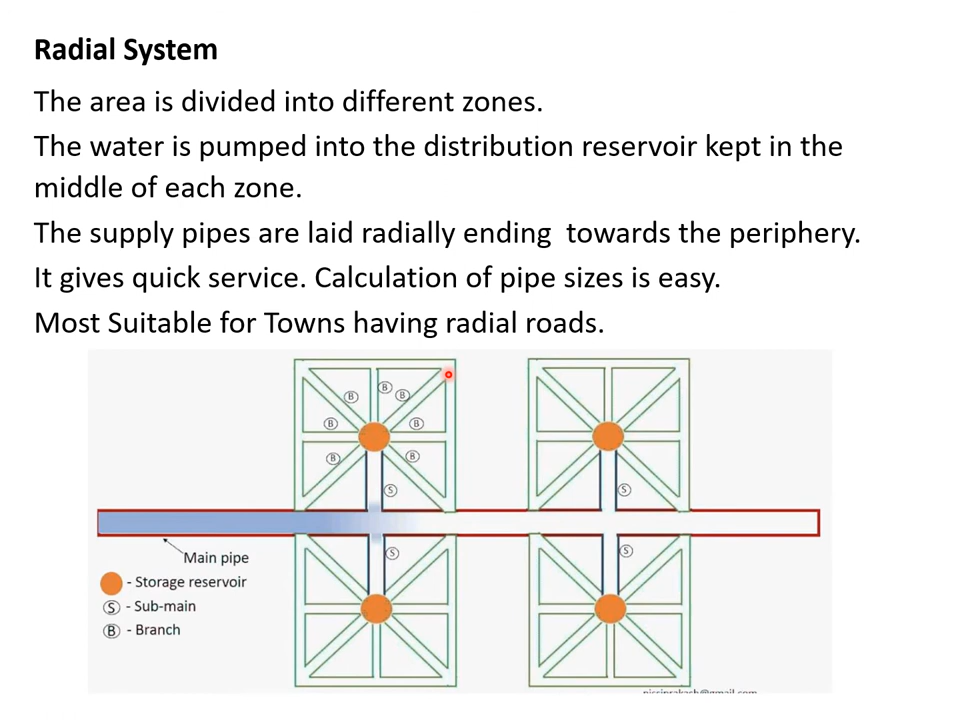 Radial System
The area is divided into different zones.
The water is pumped into the distribution reservoir kept in the
middle of each zone.
The supply pipes are laid radially ending  towards the periphery.
It gives quick service. Calculation of pipe sizes is easy.
Most Suitable for Towns having radial roads.
B
B
B
B
B
B
B
S
S
S
S
Main pipe
- Storage reservoir
S - Sub-main
B - Branch